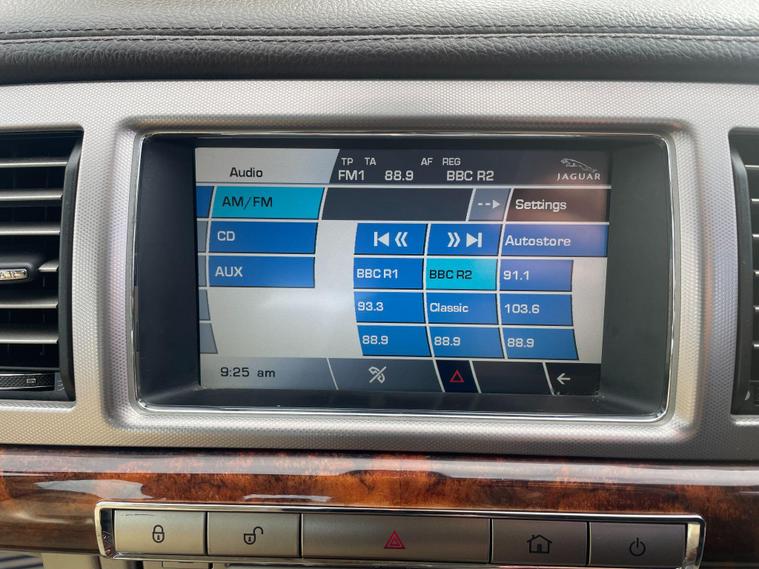 Audio
TP TA AF REG
FM1 88.9 BBC R2
JAGUAR
AM/FM
Settings
CD
Autostore
AUX
BBC R1 BBC R2 91.1
93.3 Classic 103.6
88.9 88.9 88.9
9:25 am